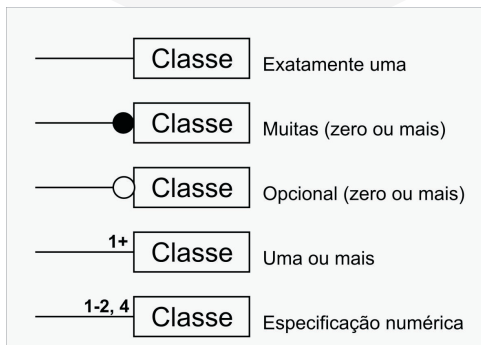 Classe Exatamente uma
Classe Muitas (zero ou mais)
Classe Opcional (zero ou mais)
1+ Classe Uma ou mais
1-2, 4 Classe Especificação numérica